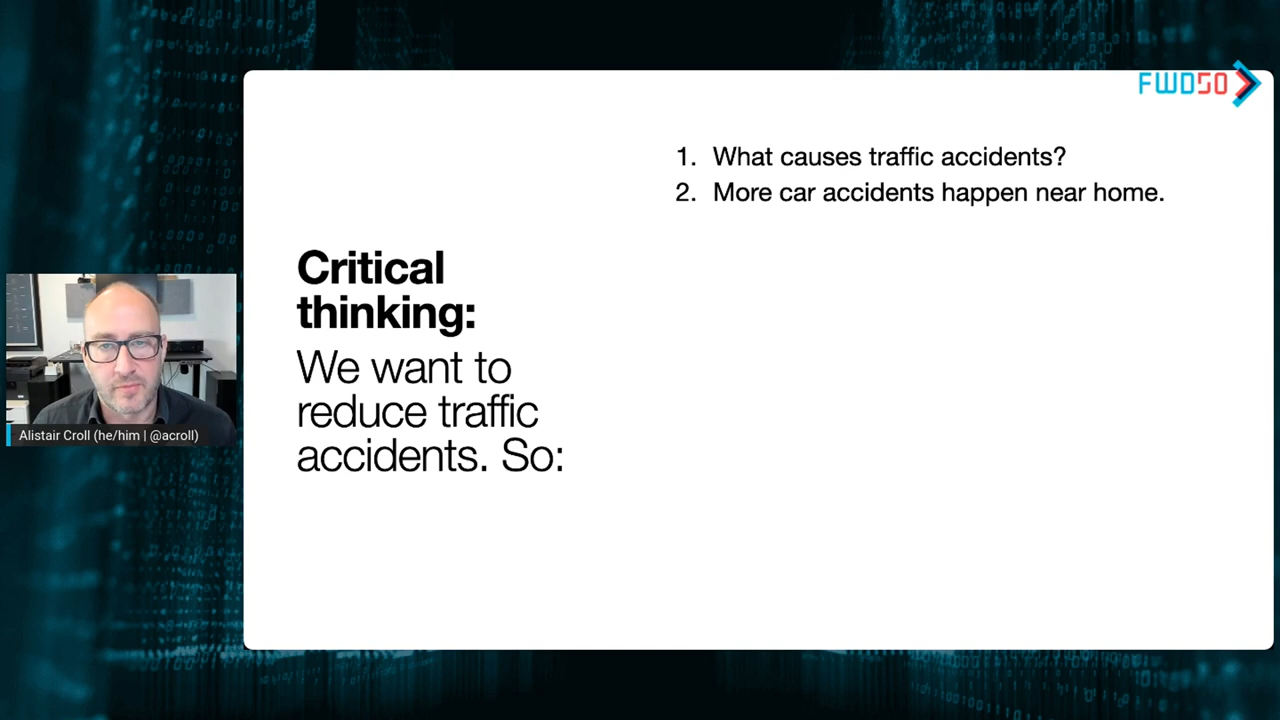 FWD50
1. What causes traffic accidents?
2. More car accidents happen near home.
Critical
thinking:
We want to
reduce traffic
accidents. So:
Alistair Croll (he/him | @acroll)